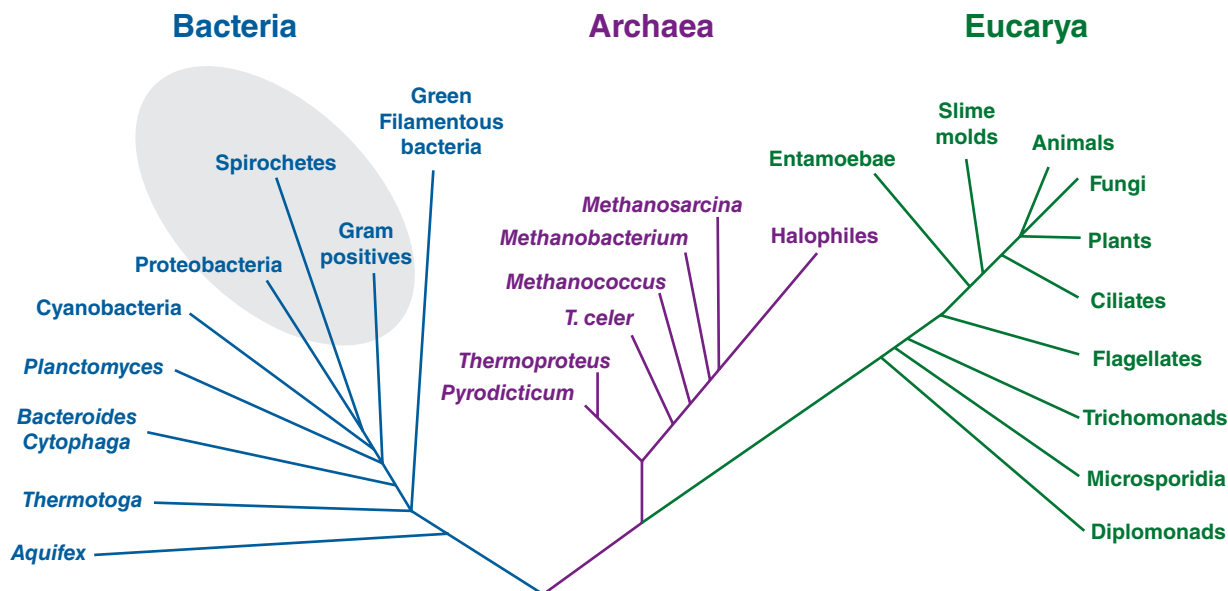 Bacteria
Archaea
Eucarya
Green
Filamentous
bacteria
Spirochetes
Gram
positives
Proteobacteria
Cyanobacteria
Planctomyces
Bacteroides
Cytophaga
Thermotoga
Aquifex
Methanosarcina
Methanobacterium
Halophiles
Methanococcus
T. celer
Thermoproteus
Pyrodicticum
Entamoebae
Slime
molds
Animals
Fungi
Plants
Ciliates
Flagellates
Trichomonads
Microsporidia
Diplomonads